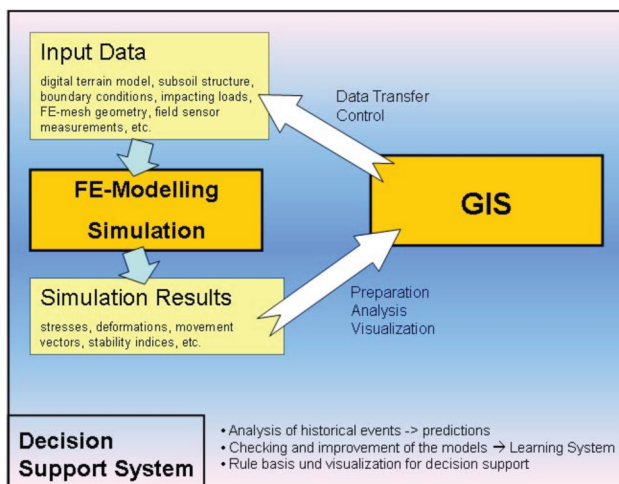 Input Data
digital terrain model, subsoil structure,
boundary conditions, impacting loads,
FE-mesh geometry, field sensor
measurements, etc.
Data Transfer
Control
FE-Modelling
Simulation
GIS
Simulation Results
stresses, deformations, movement
vectors, stability indices, etc.
Preparation
Analysis
Visualization
Decision
Support System
• Analysis of historical events -> predictions
• Checking and improvement of the models → Learning System
• Rule basis und visualization for decision support